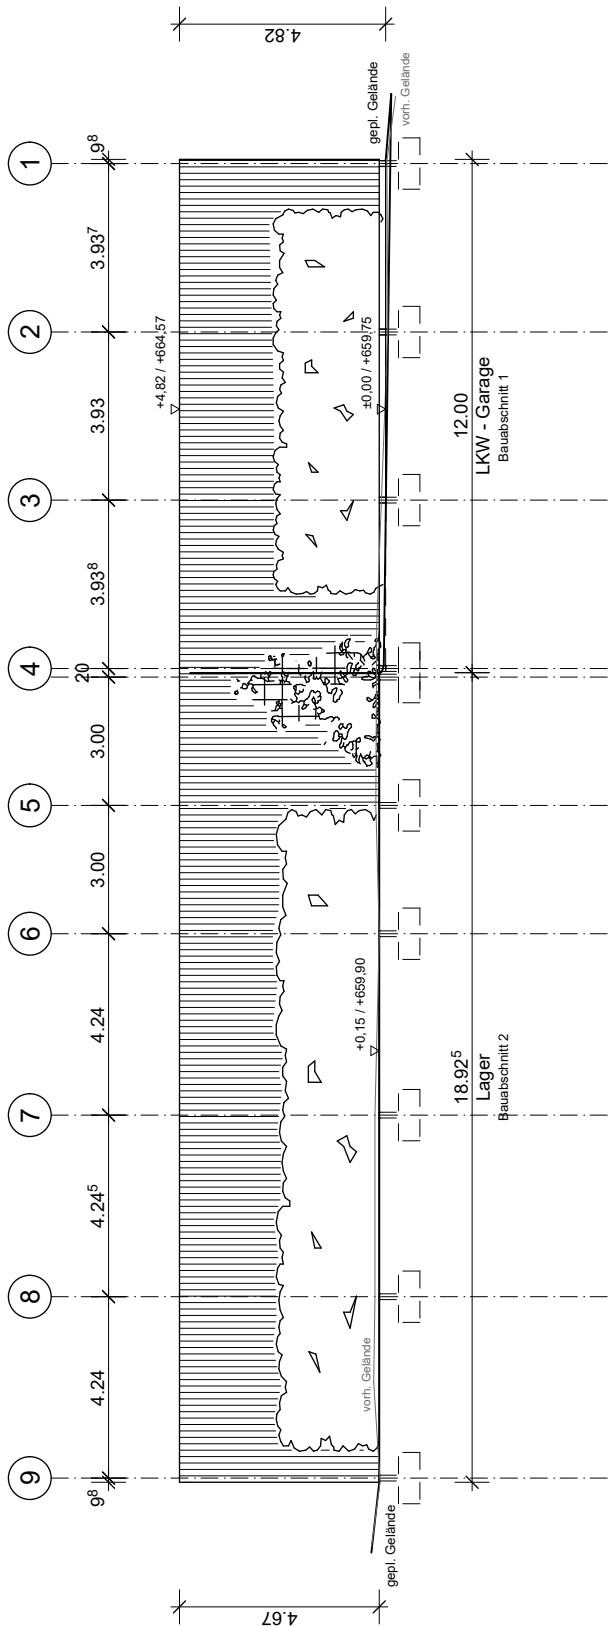 9 8 7 6 5 4 3 2 1
9⁸ 4.24 4.24⁵ 4.24 3.00 3.00 20 3.93⁸ 3.93 3.93⁷ 9⁸
4.67
4.82
+4,82 / +664,57
±0,00 / +659,75
+0,15 / +659,90
vorh. Gelände
gepl. Gelände
gepl. Gelände
vorh. Gelände
18.92⁵
Lager
Bauabschnitt 2
12.00
LKW - Garage
Bauabschnitt 1